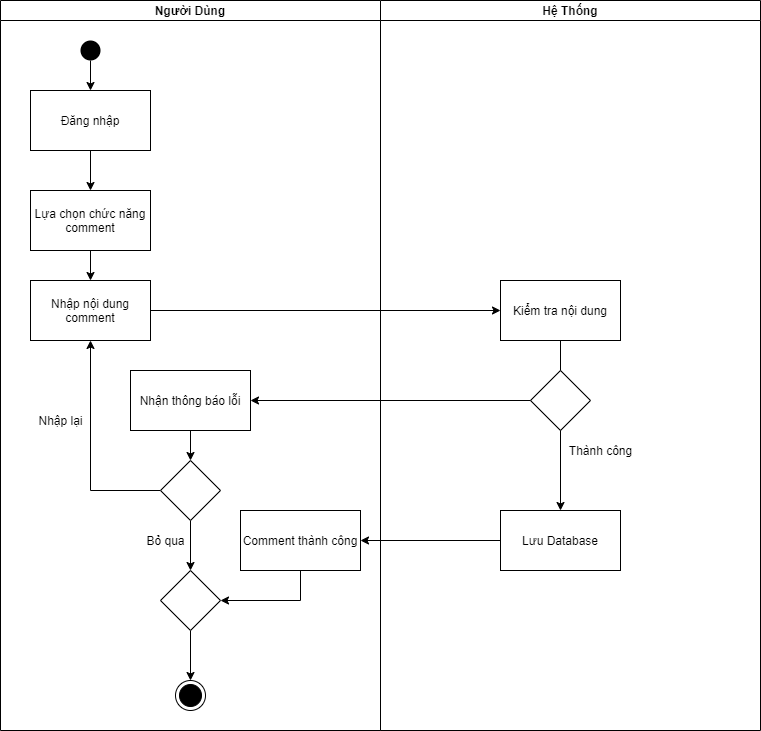 Người Dùng
Hệ Thống
Đăng nhập
Lựa chọn chức năng
comment
Nhập nội dung
comment
Kiểm tra nội dung
Nhận thông báo lỗi
Nhập lại
Thành công
Bỏ qua
Comment thành công
Lưu Database